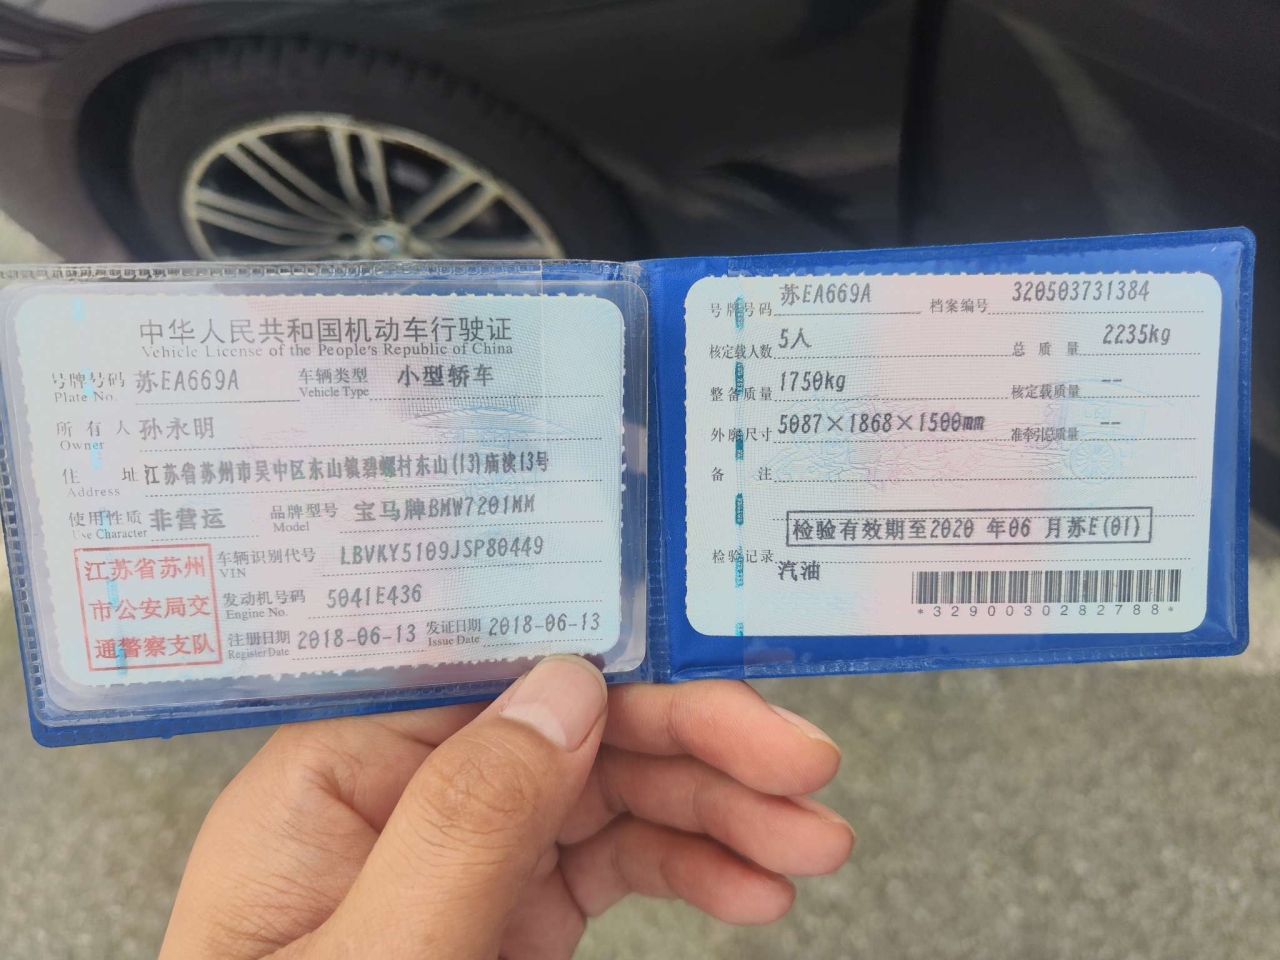 中华人民共和国机动车行驶证
Vehicle License of the People's Republic of China
号牌号码 苏EA669A 车辆类型 小型轿车
Plate No. Vehicle Type
所有人 孙永明
Owner
住址 江苏省苏州市吴中区东山镇碧螺村东山(13)庙浜13号
Address
使用性质 非营运 品牌型号 宝马牌BMW7201MM
Use Character Model
江苏省苏州
市公安局交
通警察支队
车辆识别代号 LBVKY5109JSP80449
VIN
发动机号码 5041E436
Engine No.
注册日期 2018-06-13 发证日期 2018-06-13
Register Date Issue Date
号牌号码 苏EA669A 档案编号 320503731384
核定载人数 5人 总质量 2235kg
整备质量 1750kg 核定载质量 --
外廓尺寸 5087×1868×1500mm 准牵引总质量 --
备注
检验有效期至2020 年06 月苏E(01)
检验记录
汽油
*3290030282788*